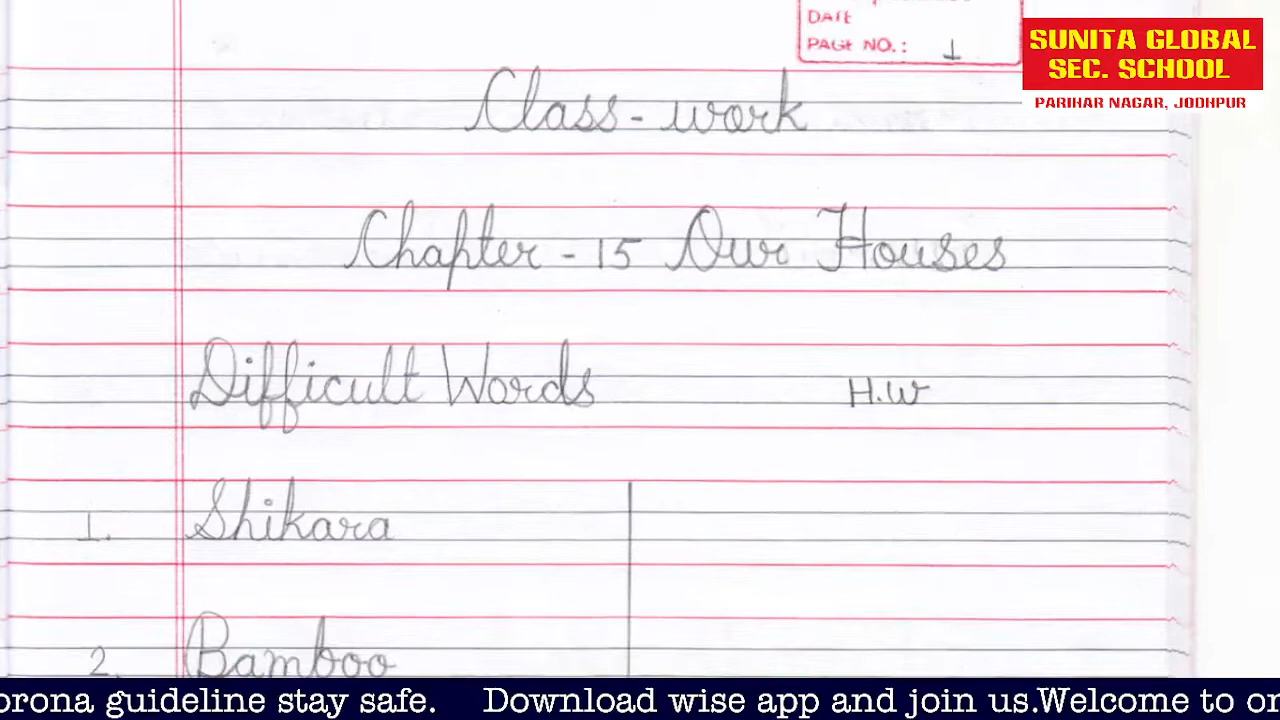 DATE
PAGE NO.: 1
SUNITA GLOBAL
SEC. SCHOOL
PARIHAR NAGAR, JODHPUR
Class-work
Chapter-15 Our Houses
Difficult Words H.W
1. Shikara
2. Bamboo
orona guideline stay safe. Download wise app and join us.Welcome to